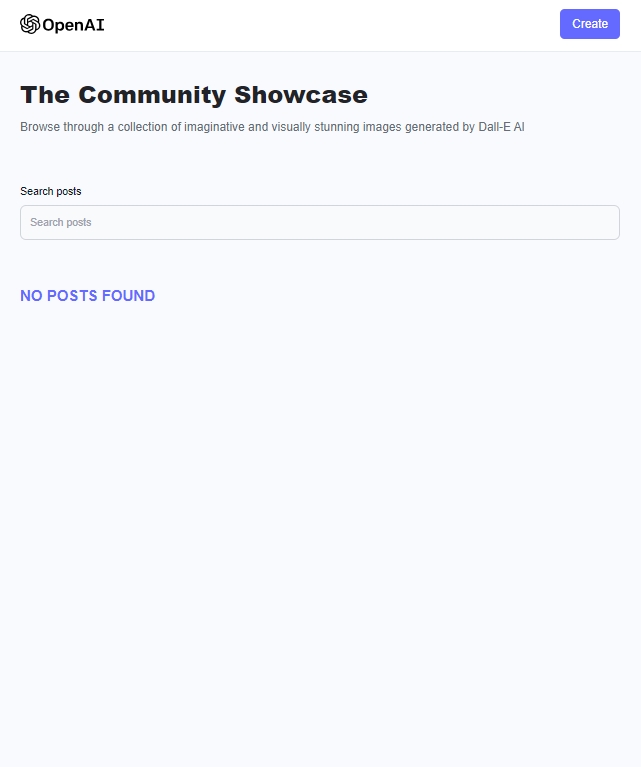 OpenAI
Create
The Community Showcase
Browse through a collection of imaginative and visually stunning images generated by Dall-E AI
Search posts
Search posts
NO POSTS FOUND